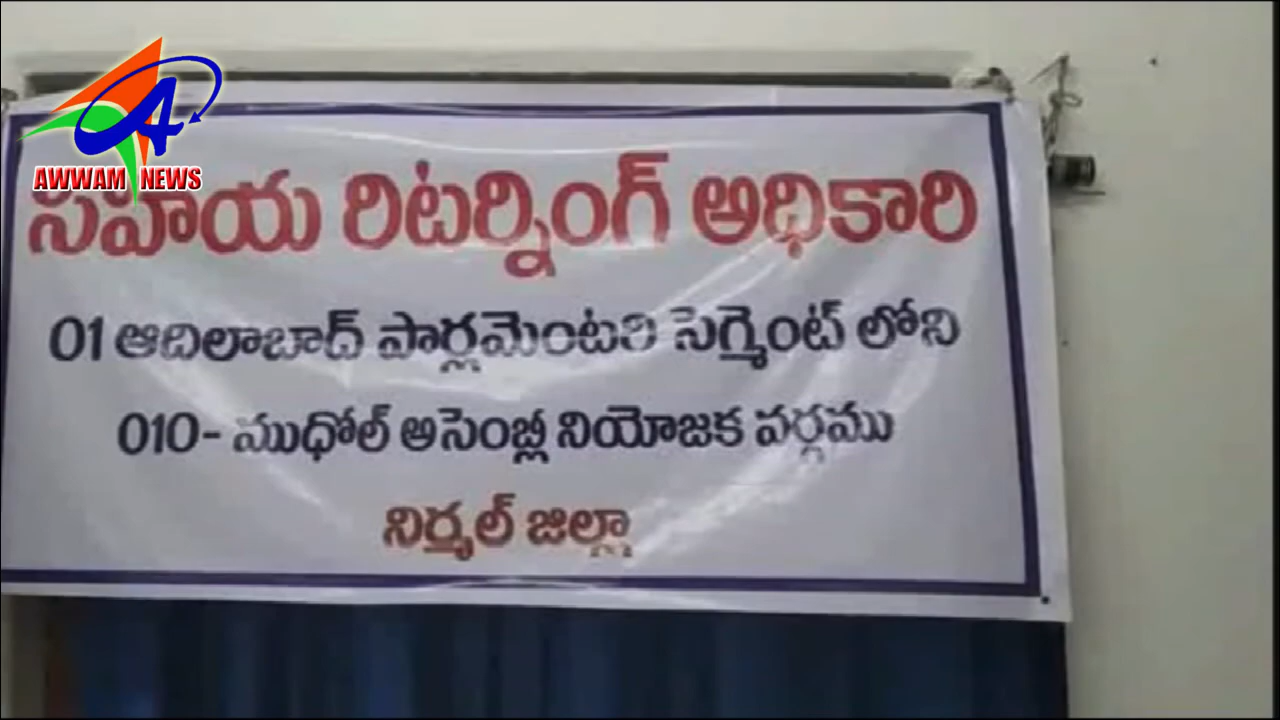 AWWAM NEWS
సహాయ రిటర్నింగ్ అధికారి
01 ఆదిలాబాద్ పార్లమెంటరి సెగ్మెంట్ లోని
010- ముధోల్ అసెంబ్లీ నియోజక వర్గము
నిర్మల్ జిల్లా